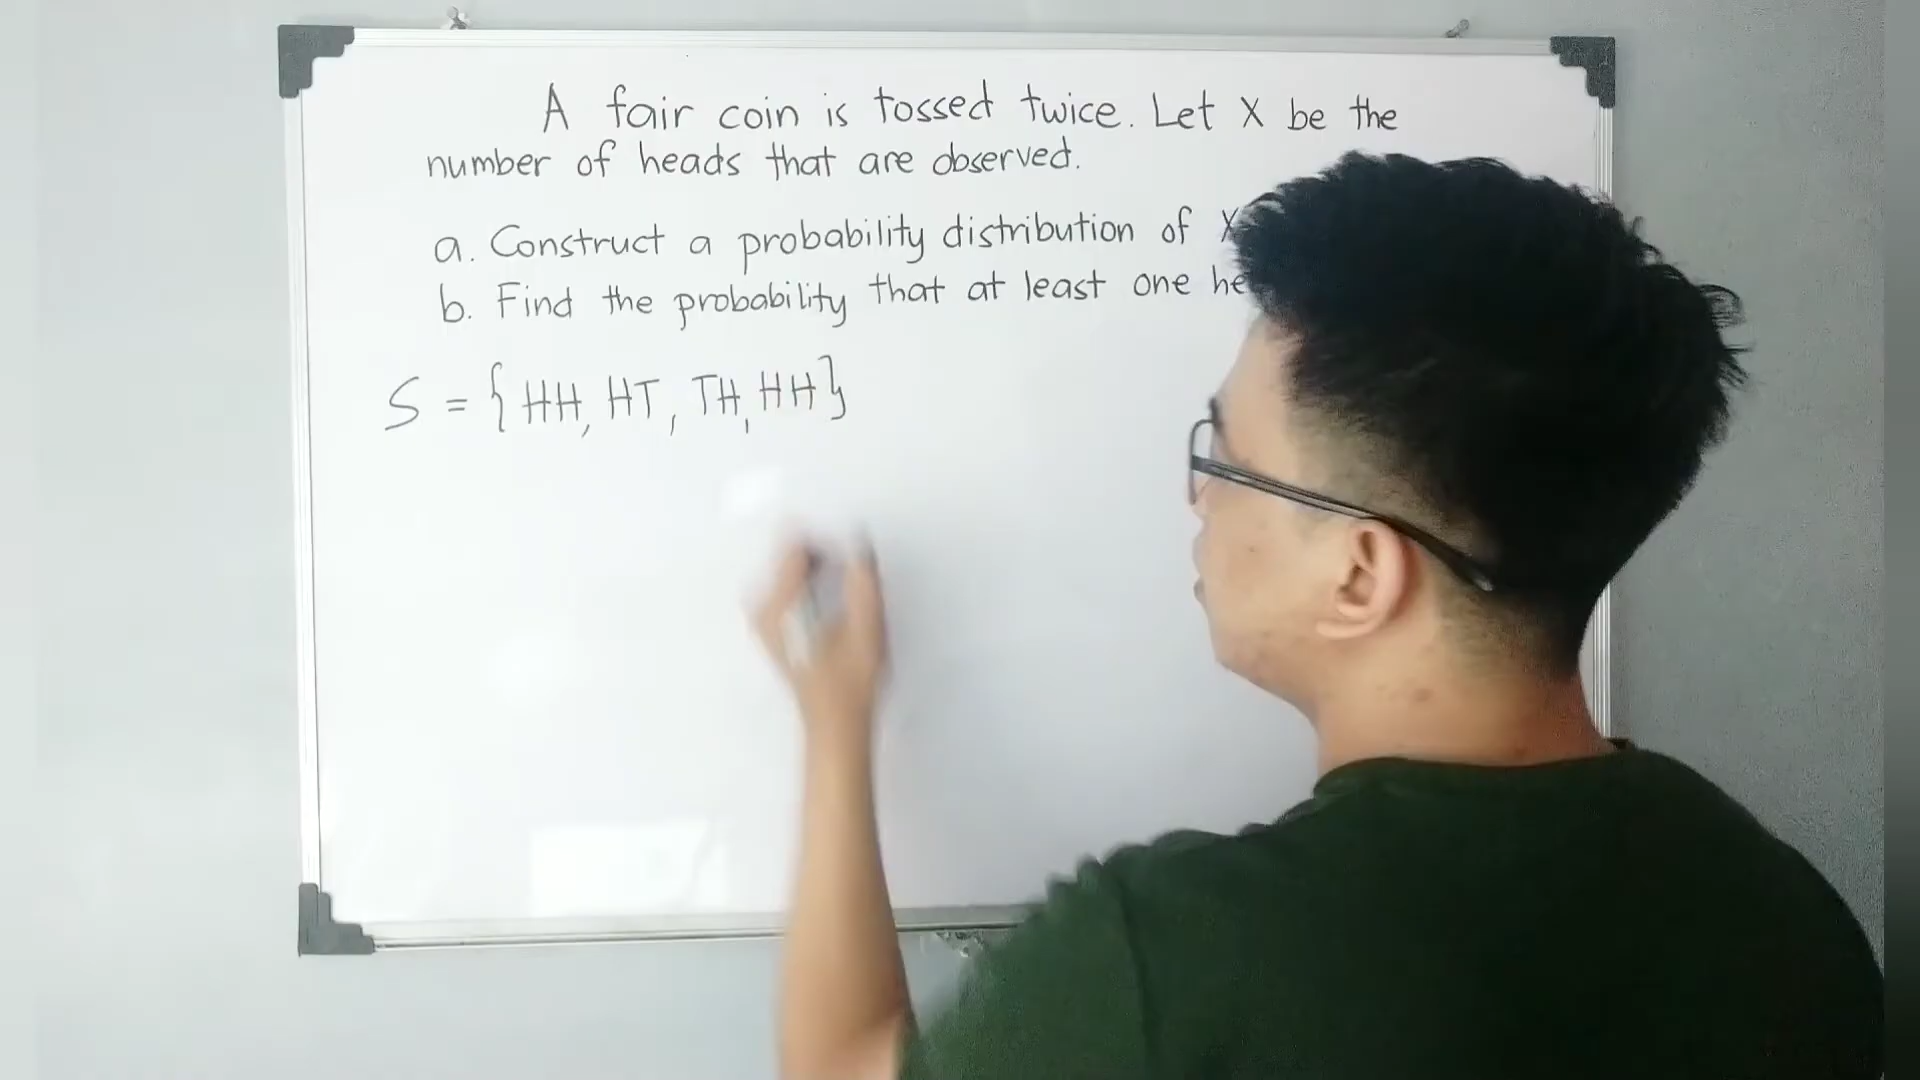 A fair coin is tossed twice. Let X be the
number of heads that are observed.
a. Construct a probability distribution of X
b. Find the probability that at least one
S = { HH, HT, TH, HH}